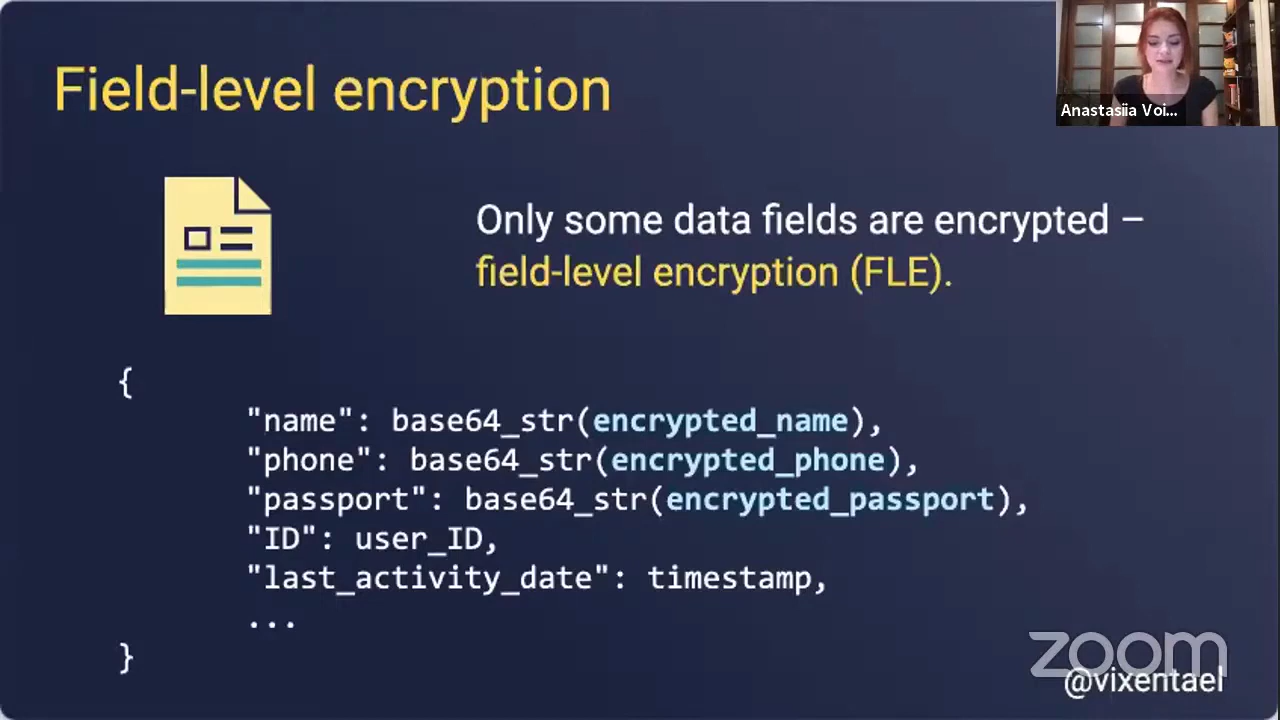 Field-level encryption
Anastasiia Voi...
Only some data fields are encrypted –
field-level encryption (FLE).
{
"name": base64_str(encrypted_name),
"phone": base64_str(encrypted_phone),
"passport": base64_str(encrypted_passport),
"ID": user_ID,
"last_activity_date": timestamp,
...
}
zoom
@vixentael